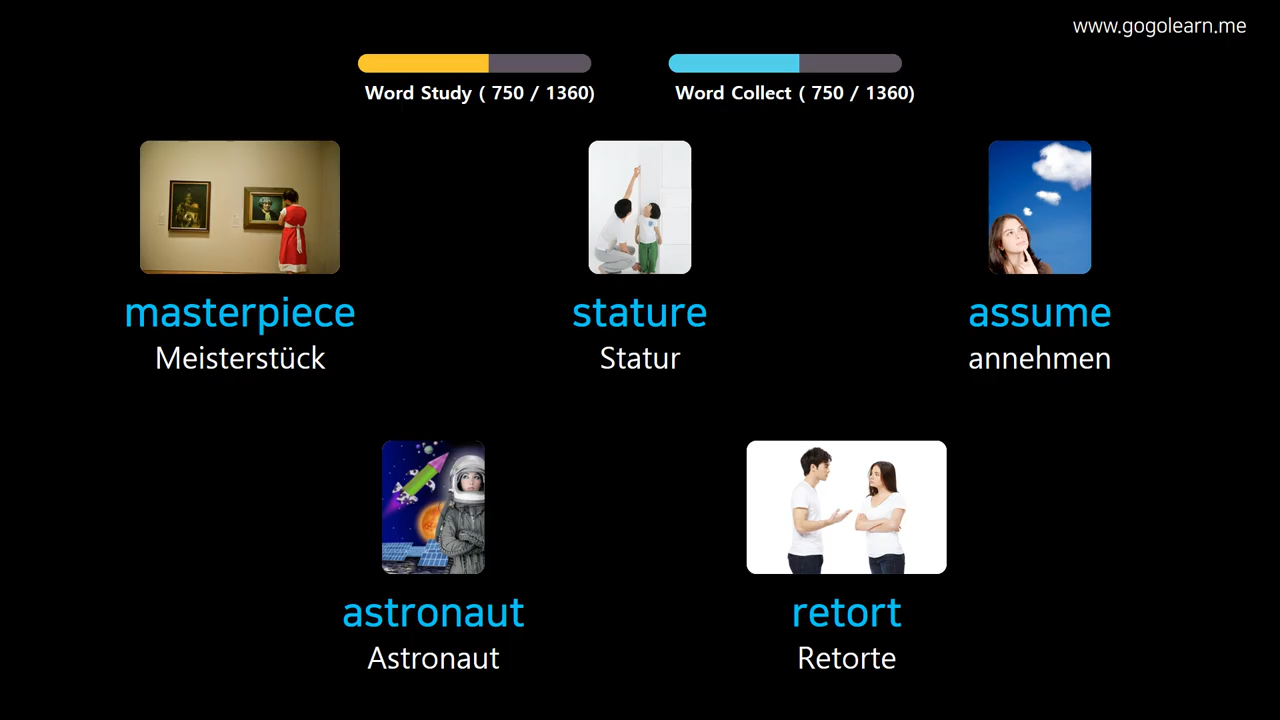 www.gogolearn.me
Word Study ( 750 / 1360)
Word Collect ( 750 / 1360)
masterpiece
Meisterstück
stature
Statur
assume
annehmen
astronaut
Astronaut
retort
Retorte